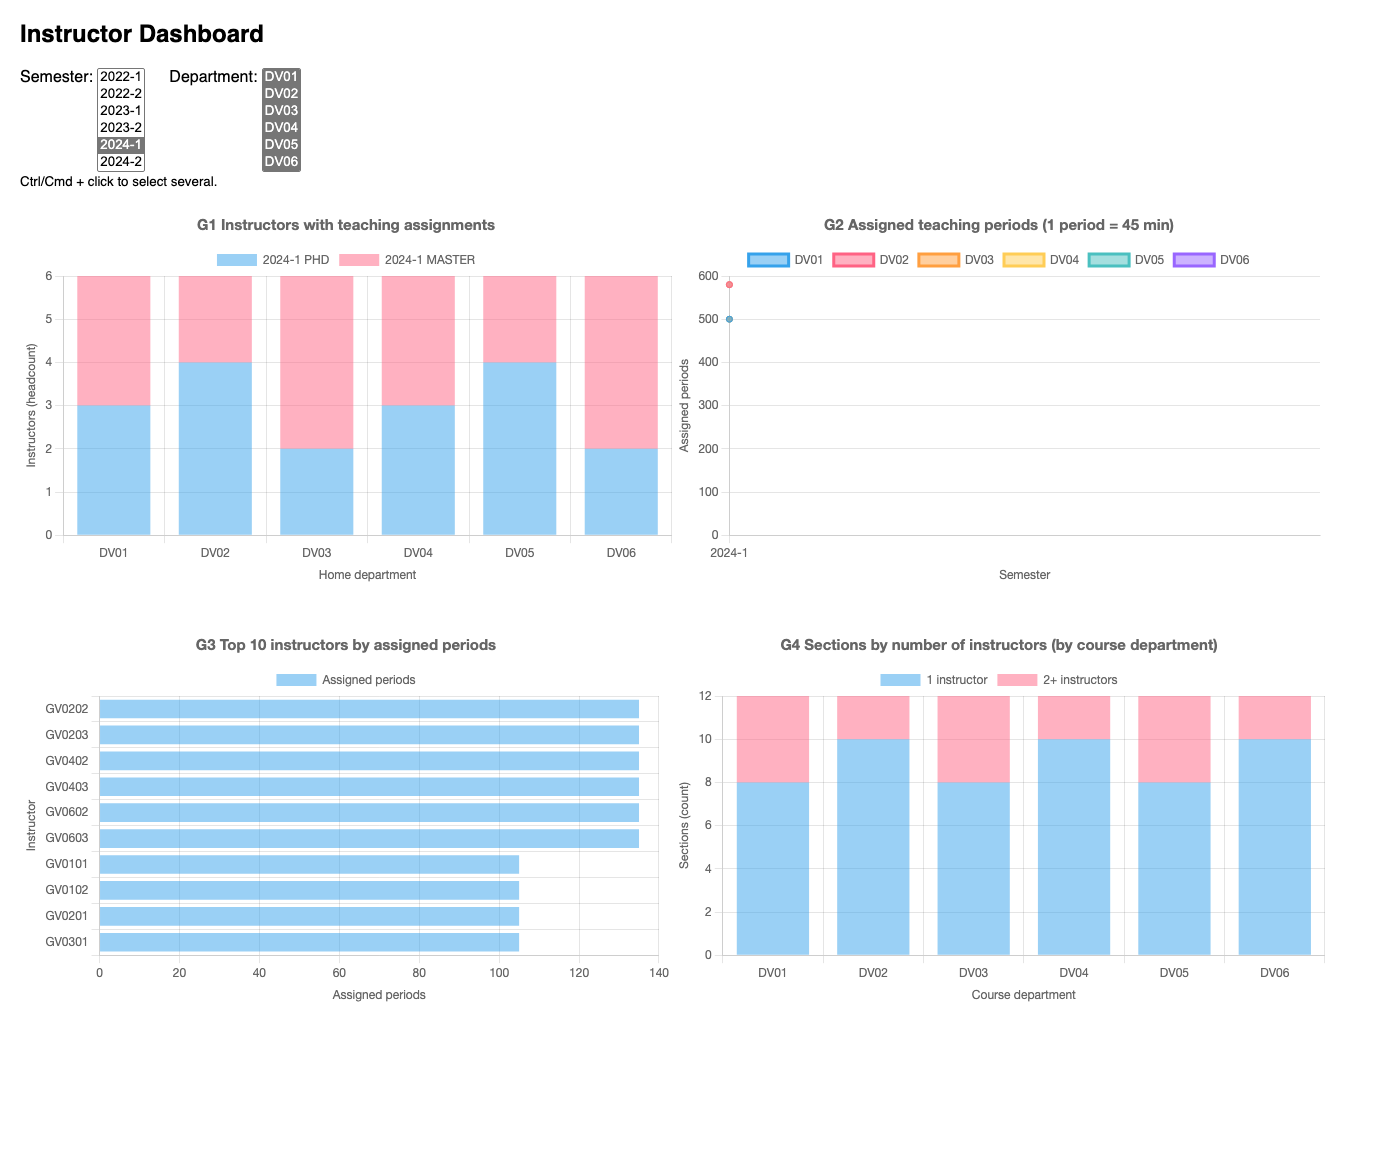 Instructor Dashboard
Semester:
2022-1
2022-2
2023-1
2023-2
2024-1
2024-2
Department:
DV01
DV02
DV03
DV04
DV05
DV06
Ctrl/Cmd + click to select several.
G1 Instructors with teaching assignments
2024-1 PHD
2024-1 MASTER
Instructors (headcount)
6
5
4
3
2
1
0
DV01
DV02
DV03
DV04
DV05
DV06
Home department
G2 Assigned teaching periods (1 period = 45 min)
DV01
DV02
DV03
DV04
DV05
DV06
Assigned periods
600
500
400
300
200
100
0
2024-1
Semester
G3 Top 10 instructors by assigned periods
Assigned periods
Instructor
GV0202
GV0203
GV0402
GV0403
GV0602
GV0603
GV0101
GV0102
GV0201
GV0301
0
20
40
60
80
100
120
140
Assigned periods
G4 Sections by number of instructors (by course department)
1 instructor
2+ instructors
Sections (count)
12
10
8
6
4
2
0
DV01
DV02
DV03
DV04
DV05
DV06
Course department